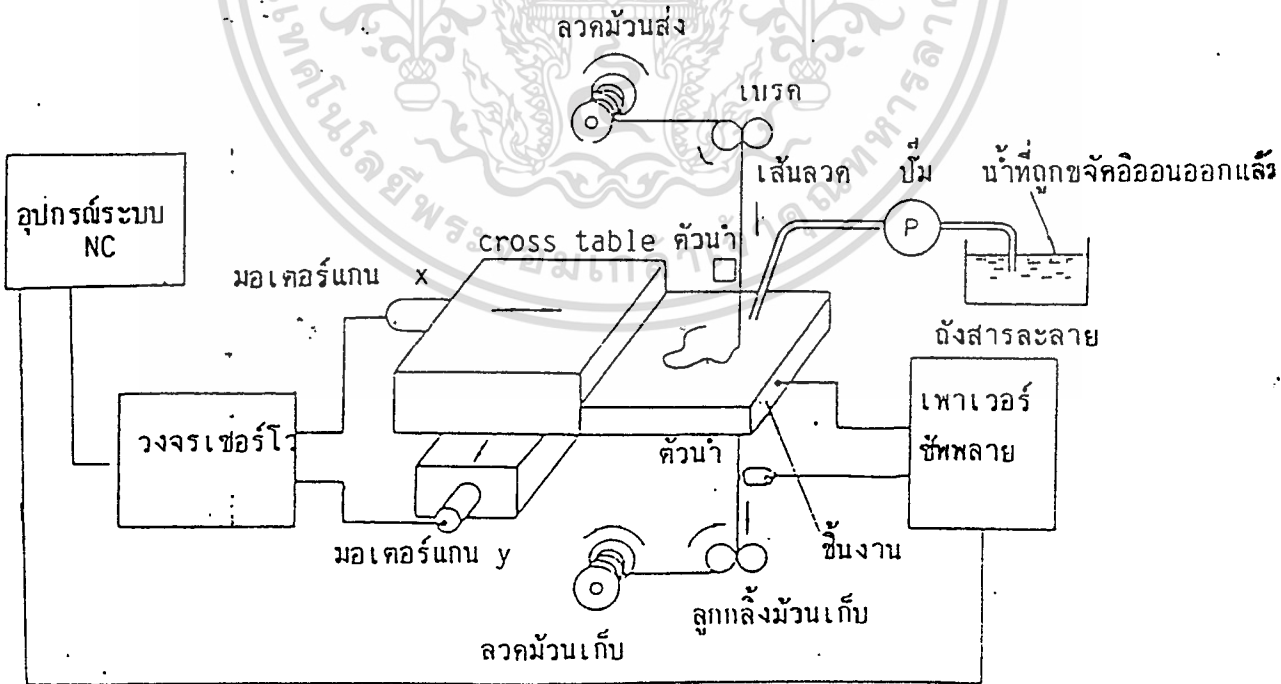 ลวดม้วนส่ง
เบรค
เส้นลวด
ปั๊ม
น้ำที่ถูกขจัดอิออนออกแล้ว
P
อุปกรณ์ระบบ
NC
cross table
ตัวนำ
มอเตอร์แกน x
ถังสารละลาย
วงจรเซอร์โว
ตัวนำ
เพาเวอร์
ซัพพลาย
มอเตอร์แกน y
ชิ้นงาน
ลูกกลิ้งม้วนเก็บ
ลวดม้วนเก็บ